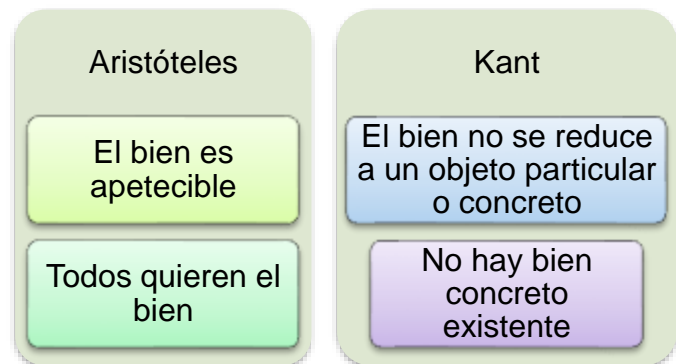 Aristóteles
El bien es
apetecible
Todos quieren el
bien
Kant
El bien no se reduce
a un objeto particular
o concreto
No hay bien
concreto
existente